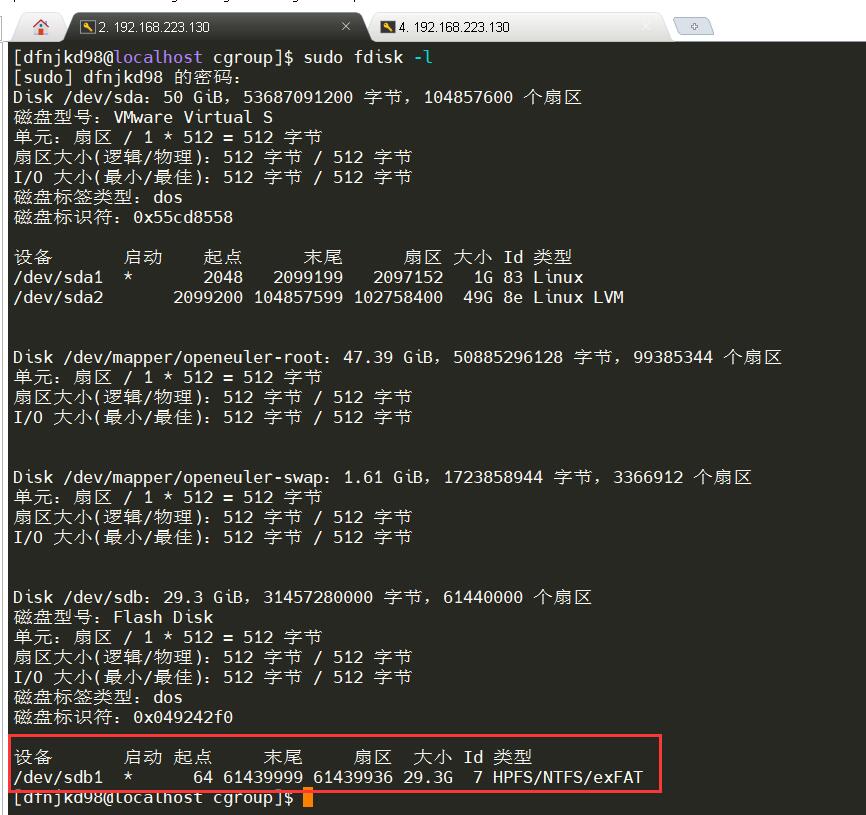 2. 192.168.223.130
4. 192.168.223.130
[dfnjkd98@localhost cgroup]$ sudo fdisk -l
[sudo] dfnjkd98 的密码：
Disk /dev/sda：50 GiB，53687091200 字节，104857600 个扇区
磁盘型号：VMware Virtual S
单元：扇区 / 1 * 512 = 512 字节
扇区大小(逻辑/物理)：512 字节 / 512 字节
I/O 大小(最小/最佳)：512 字节 / 512 字节
磁盘标签类型：dos
磁盘标识符：0x55cd8558
设备 启动 起点 末尾 扇区 大小 Id 类型
/dev/sda1 * 2048 2099199 2097152 1G 83 Linux
/dev/sda2 2099200 104857599 102758400 49G 8e Linux LVM
Disk /dev/mapper/openeuler-root：47.39 GiB，50885296128 字节，99385344 个扇区
单元：扇区 / 1 * 512 = 512 字节
扇区大小(逻辑/物理)：512 字节 / 512 字节
I/O 大小(最小/最佳)：512 字节 / 512 字节
Disk /dev/mapper/openeuler-swap：1.61 GiB，1723858944 字节，3366912 个扇区
单元：扇区 / 1 * 512 = 512 字节
扇区大小(逻辑/物理)：512 字节 / 512 字节
I/O 大小(最小/最佳)：512 字节 / 512 字节
Disk /dev/sdb：29.3 GiB，31457280000 字节，61440000 个扇区
磁盘型号：Flash Disk
单元：扇区 / 1 * 512 = 512 字节
扇区大小(逻辑/物理)：512 字节 / 512 字节
I/O 大小(最小/最佳)：512 字节 / 512 字节
磁盘标签类型：dos
磁盘标识符：0x049242f0
设备 启动 起点 末尾 扇区 大小 Id 类型
/dev/sdb1 * 64 61439999 61439936 29.3G 7 HPFS/NTFS/exFAT
[dfnjkd98@localhost cgroup]$